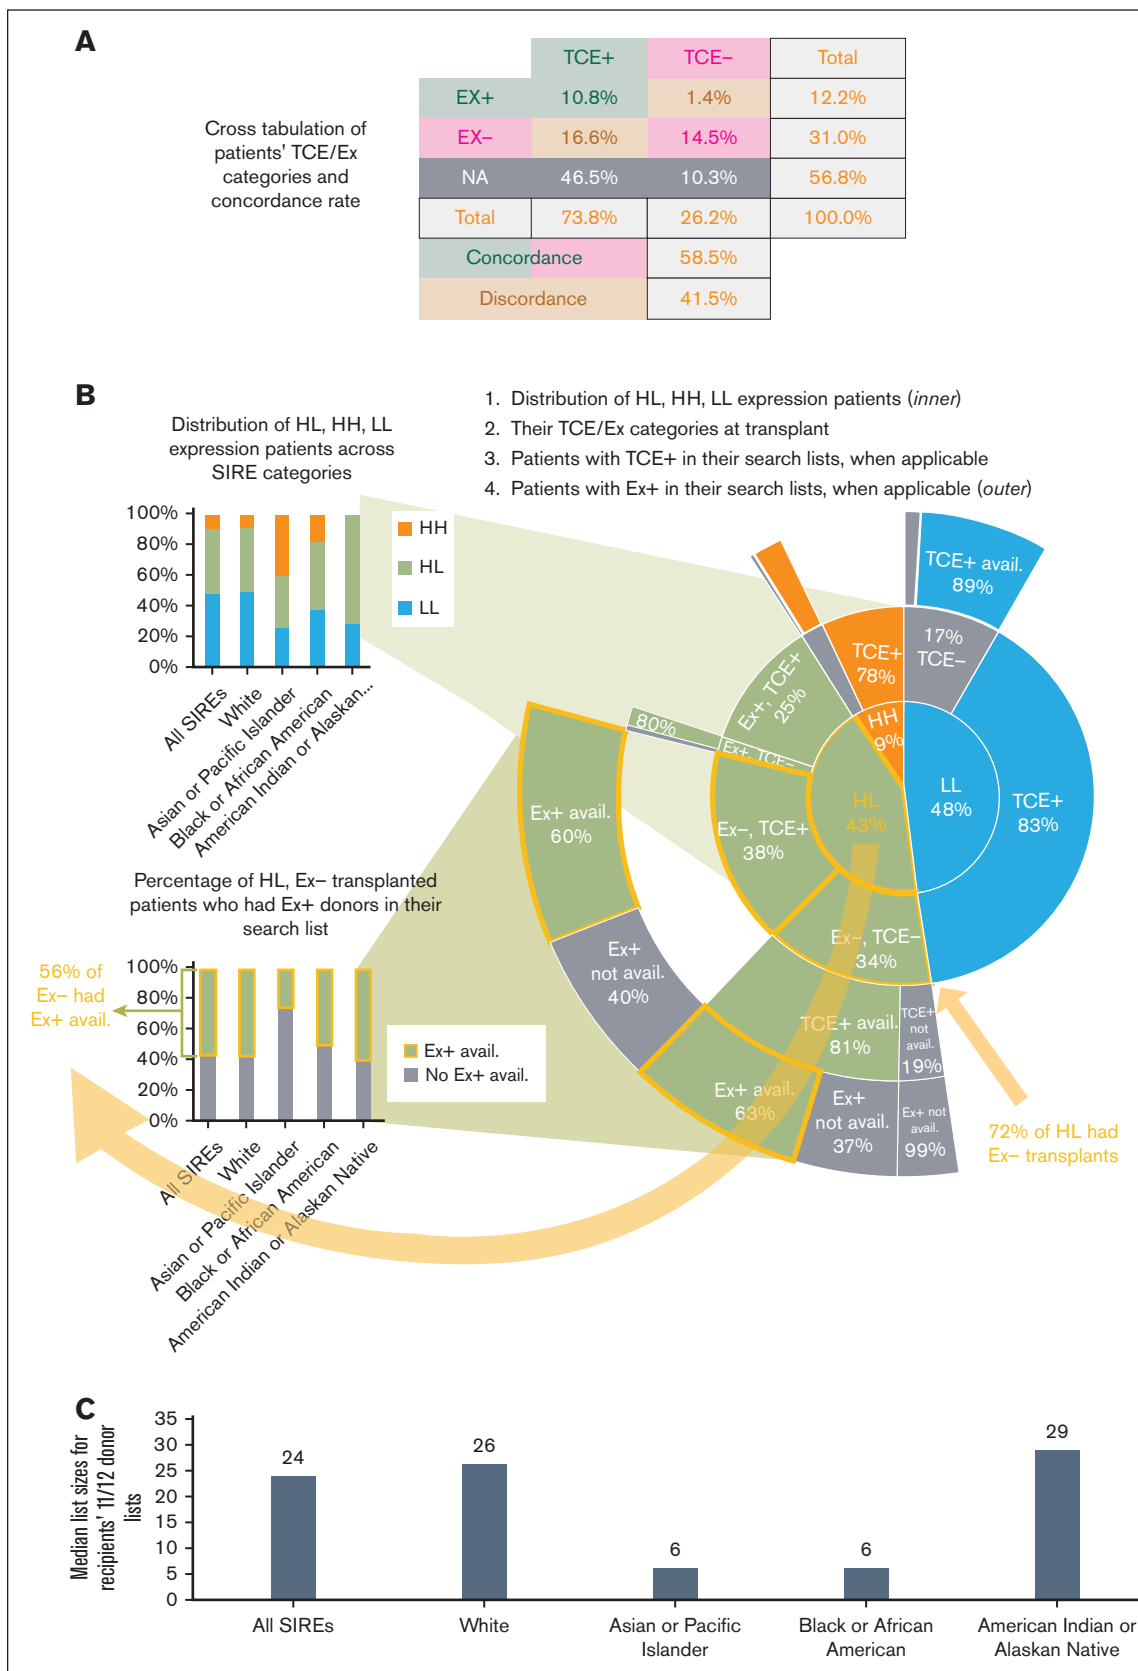 A
TCE+ TCE– Total
EX+ 10.8% 1.4% 12.2%
EX– 16.6% 14.5% 31.0%
NA 46.5% 10.3% 56.8%
Total 73.8% 26.2% 100.0%
Concordance 58.5%
Discordance 41.5%
Cross tabulation of
patients' TCE/Ex
categories and
concordance rate
B
Distribution of HL, HH, LL
expression patients across
SIRE categories
100%
80%
60%
40%
20%
0%
HH
HL
LL
All SIREs
White
Asian or Pacific Islander
Black or African American
American Indian or Alaskan...
1. Distribution of HL, HH, LL expression patients (inner)
2. Their TCE/Ex categories at transplant
3. Patients with TCE+ in their search lists, when applicable
4. Patients with Ex+ in their search lists, when applicable (outer)
TCE+ avail.
89%
17%
TCE–
TCE+
78%
HH
9%
Ex+, TCE+
25%
80%
Ex+, TCE–
LL
48%
TCE+
83%
HL
43%
Ex–, TCE+
38%
Ex+ avail.
60%
Ex–, TCE–
34%
Ex+
not avail.
40%
TCE+ avail.
81%
TCE+
not
avail.
19%
Ex+ avail.
63%
Ex+
not avail.
37%
Ex+ not
avail.
99%
72% of HL had
Ex– transplants
Percentage of HL, Ex– transplanted
patients who had Ex+ donors in their
search list
56% of
Ex– had
Ex+ avail.
100%
80%
60%
40%
20%
0%
Ex+ avail.
No Ex+ avail.
All SIREs
White
Asian or Pacific Islander
Black or African American
American Indian or Alaskan Native
C
Median list sizes for
recipients' 11/12 donor
lists
35
30
25
20
15
10
5
0
24
26
6
6
29
All SIREs
White
Asian or Pacific
Islander
Black or African
American
American Indian or
Alaskan Native